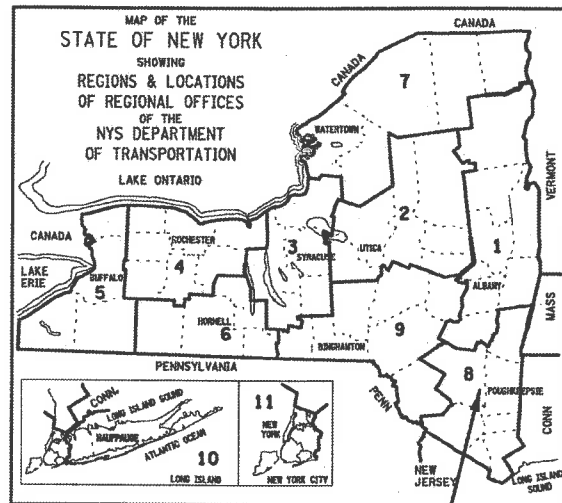 MAP OF THE
STATE OF NEW YORK
SHOWING
REGIONS & LOCATIONS
OF REGIONAL OFFICES
OF THE
NYS DEPARTMENT
OF TRANSPORTATION
CANADA
CANADA
7
WATERTOWN
LAKE ONTARIO
VERMONT
2
1
CANADA
ROCHESTER
3
SYRACUSE
UTICA
4
LAKE
ERIE
BUFFALO
5
ALBANY
MASS
HORNELL
6
9
BINGHAMTON
PENNSYLVANIA
8
POUGHKEEPSIE
PENN
CONN
NEW
JERSEY
LONG ISLAND
SOUND
CONN.
LONG ISLAND SOUND
HAUPPAUGE
ATLANTIC OCEAN
10
LONG ISLAND
11
NEW
YORK
NEW YORK CITY